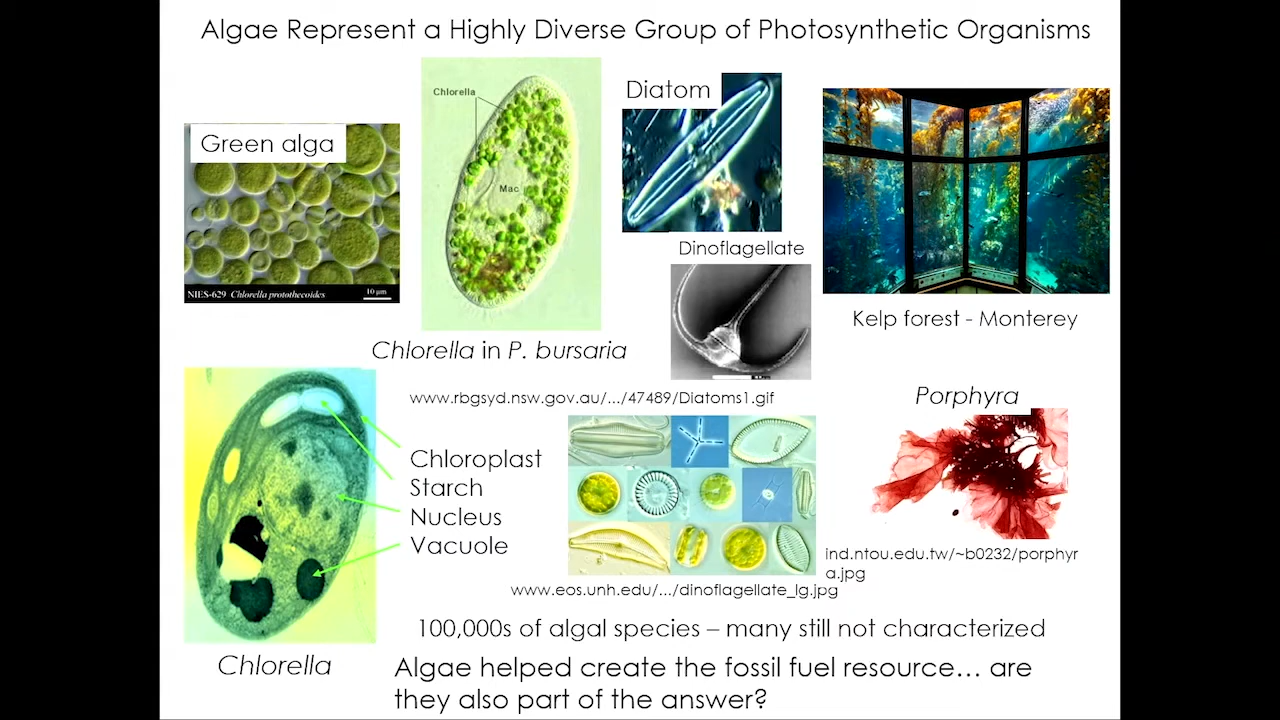 Algae Represent a Highly Diverse Group of Photosynthetic Organisms
Green alga
NIES-629 Chlorella protothecoides
10 µm
Chlorella
Mac
Chlorella in P. bursaria
Diatom
Dinoflagellate
Kelp forest - Monterey
www.rbgsyd.nsw.gov.au/.../47489/Diatoms1.gif
Porphyra
Chloroplast
Starch
Nucleus
Vacuole
ind.ntou.edu.tw/~b0232/porphyr
a.jpg
www.eos.unh.edu/.../dinoflagellate_lg.jpg
100,000s of algal species – many still not characterized
Chlorella
Algae helped create the fossil fuel resource... are
they also part of the answer?